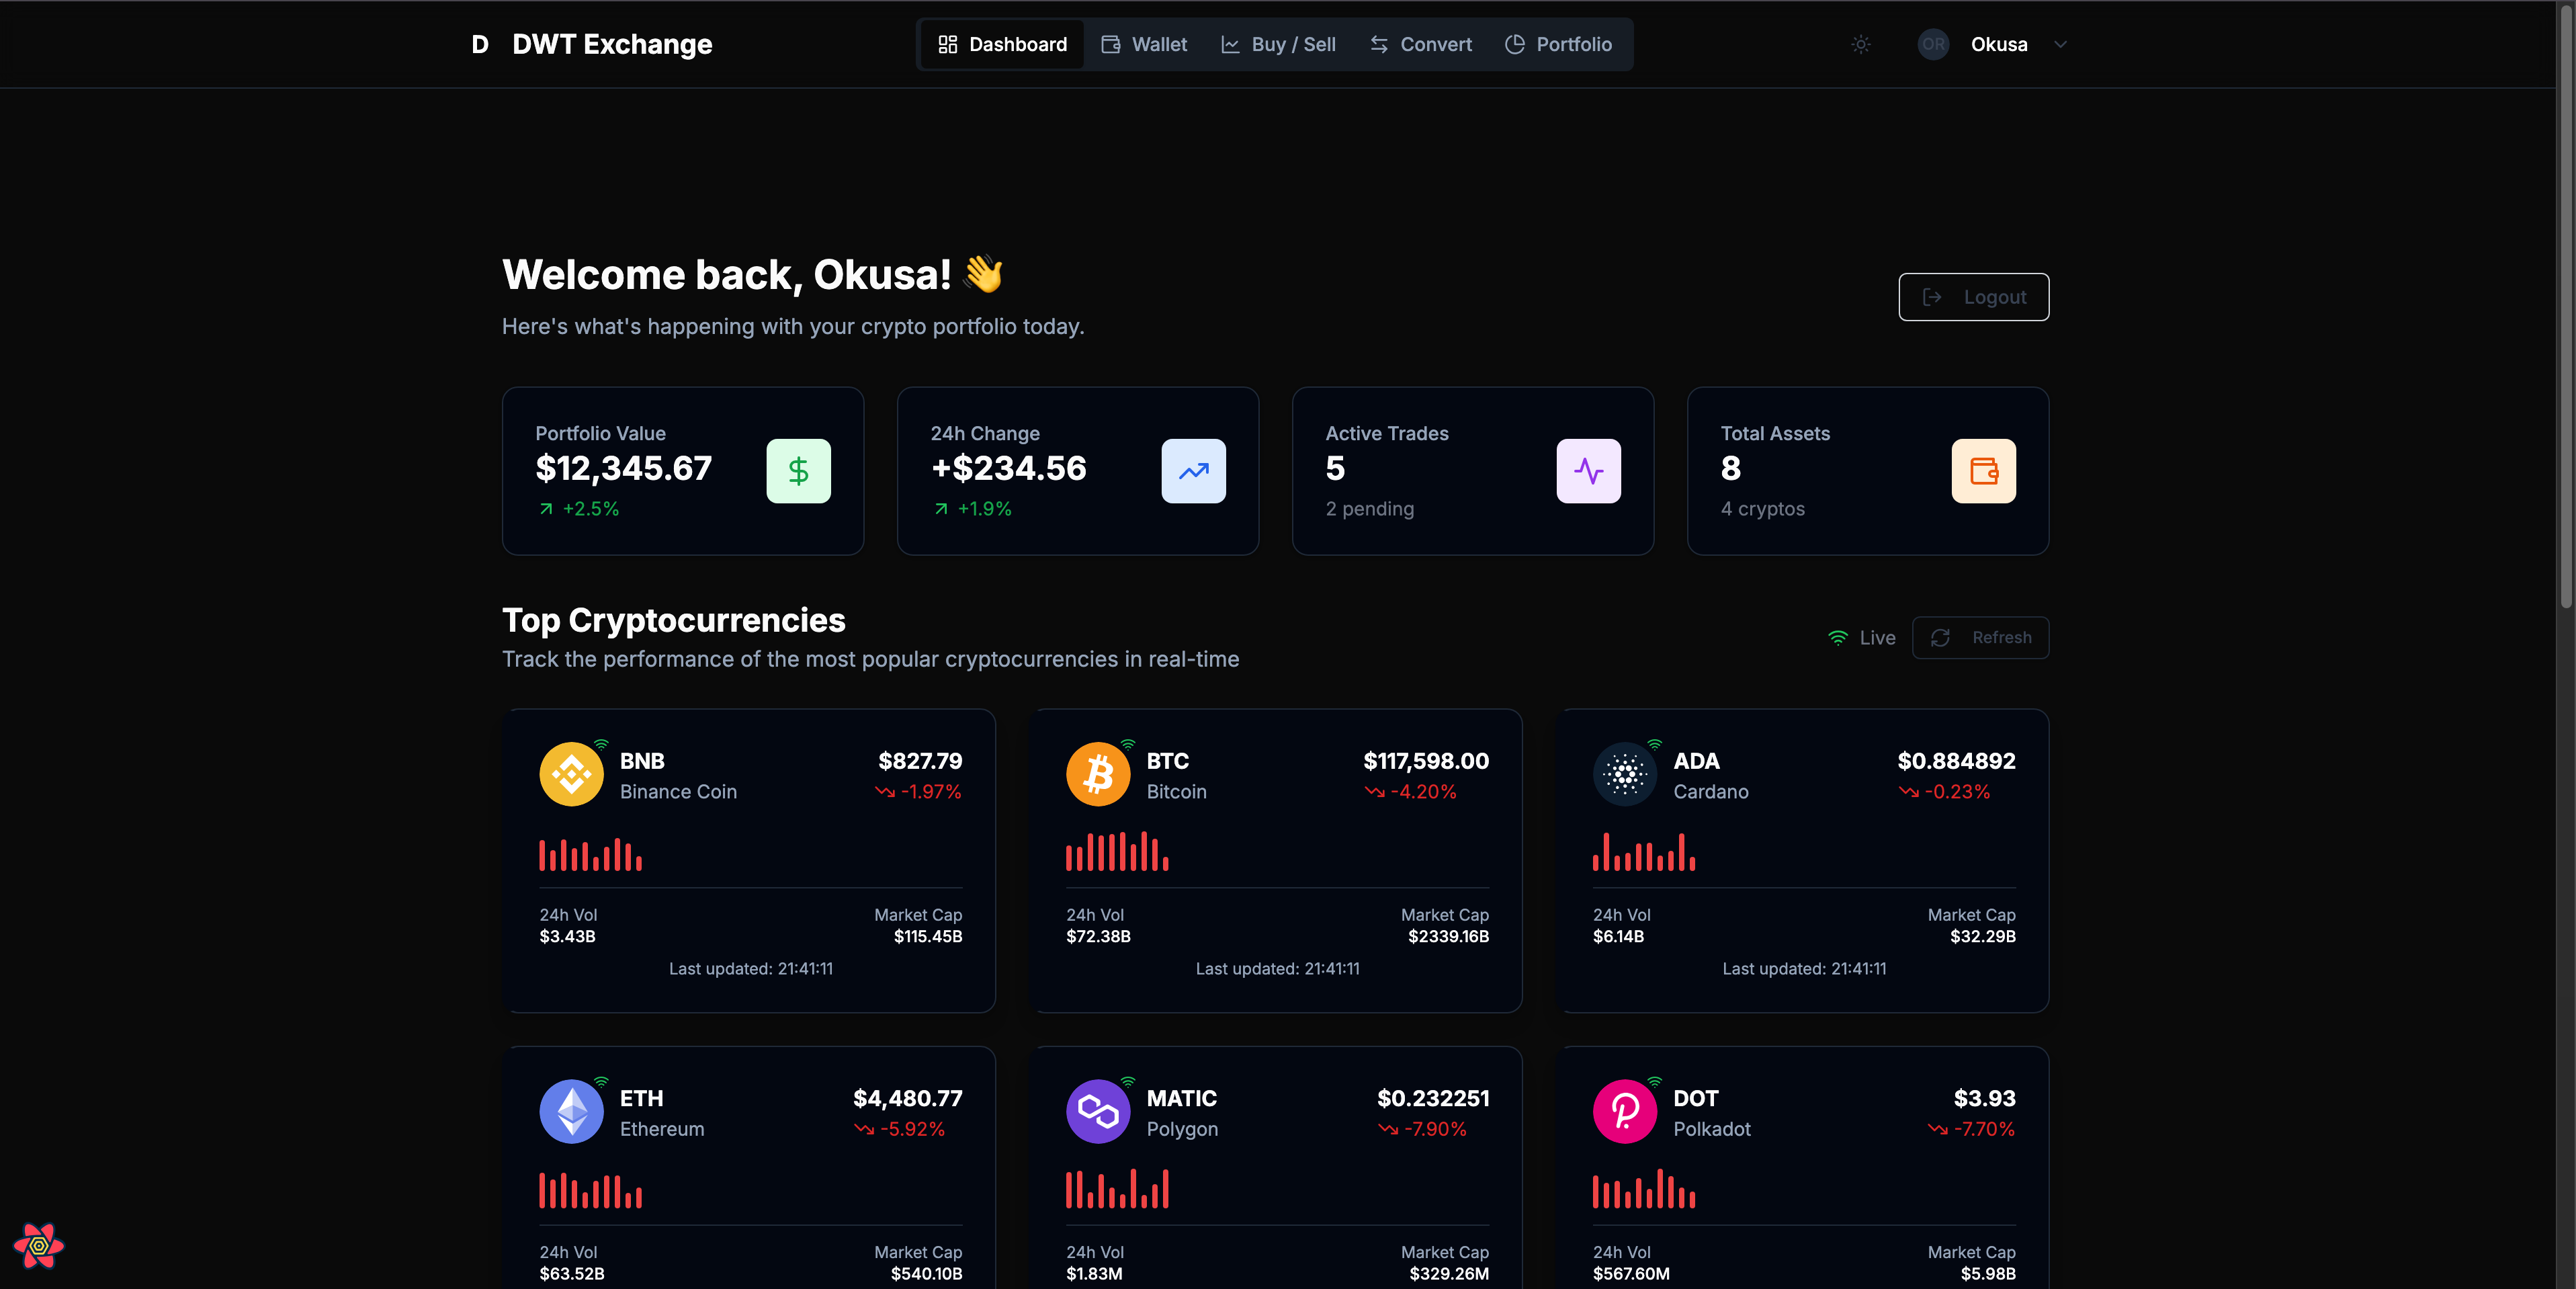 D DWT Exchange Dashboard Wallet Buy / Sell Convert Portfolio OR Okusa
Welcome back, Okusa! 👋
Here's what's happening with your crypto portfolio today.
Logout
Portfolio Value
$12,345.67
+2.5%
24h Change
+$234.56
+1.9%
Active Trades
5
2 pending
Total Assets
8
4 cryptos
Top Cryptocurrencies
Track the performance of the most popular cryptocurrencies in real-time
Live Refresh
BNB $827.79
Binance Coin -1.97%
24h Vol Market Cap
$3.43B $115.45B
Last updated: 21:41:11
BTC $117,598.00
Bitcoin -4.20%
24h Vol Market Cap
$72.38B $2339.16B
Last updated: 21:41:11
ADA $0.884892
Cardano -0.23%
24h Vol Market Cap
$6.14B $32.29B
Last updated: 21:41:11
ETH $4,480.77
Ethereum -5.92%
24h Vol Market Cap
$63.52B $540.10B
MATIC $0.232251
Polygon -7.90%
24h Vol Market Cap
$1.83M $329.26M
DOT $3.93
Polkadot -7.70%
24h Vol Market Cap
$567.60M $5.98B